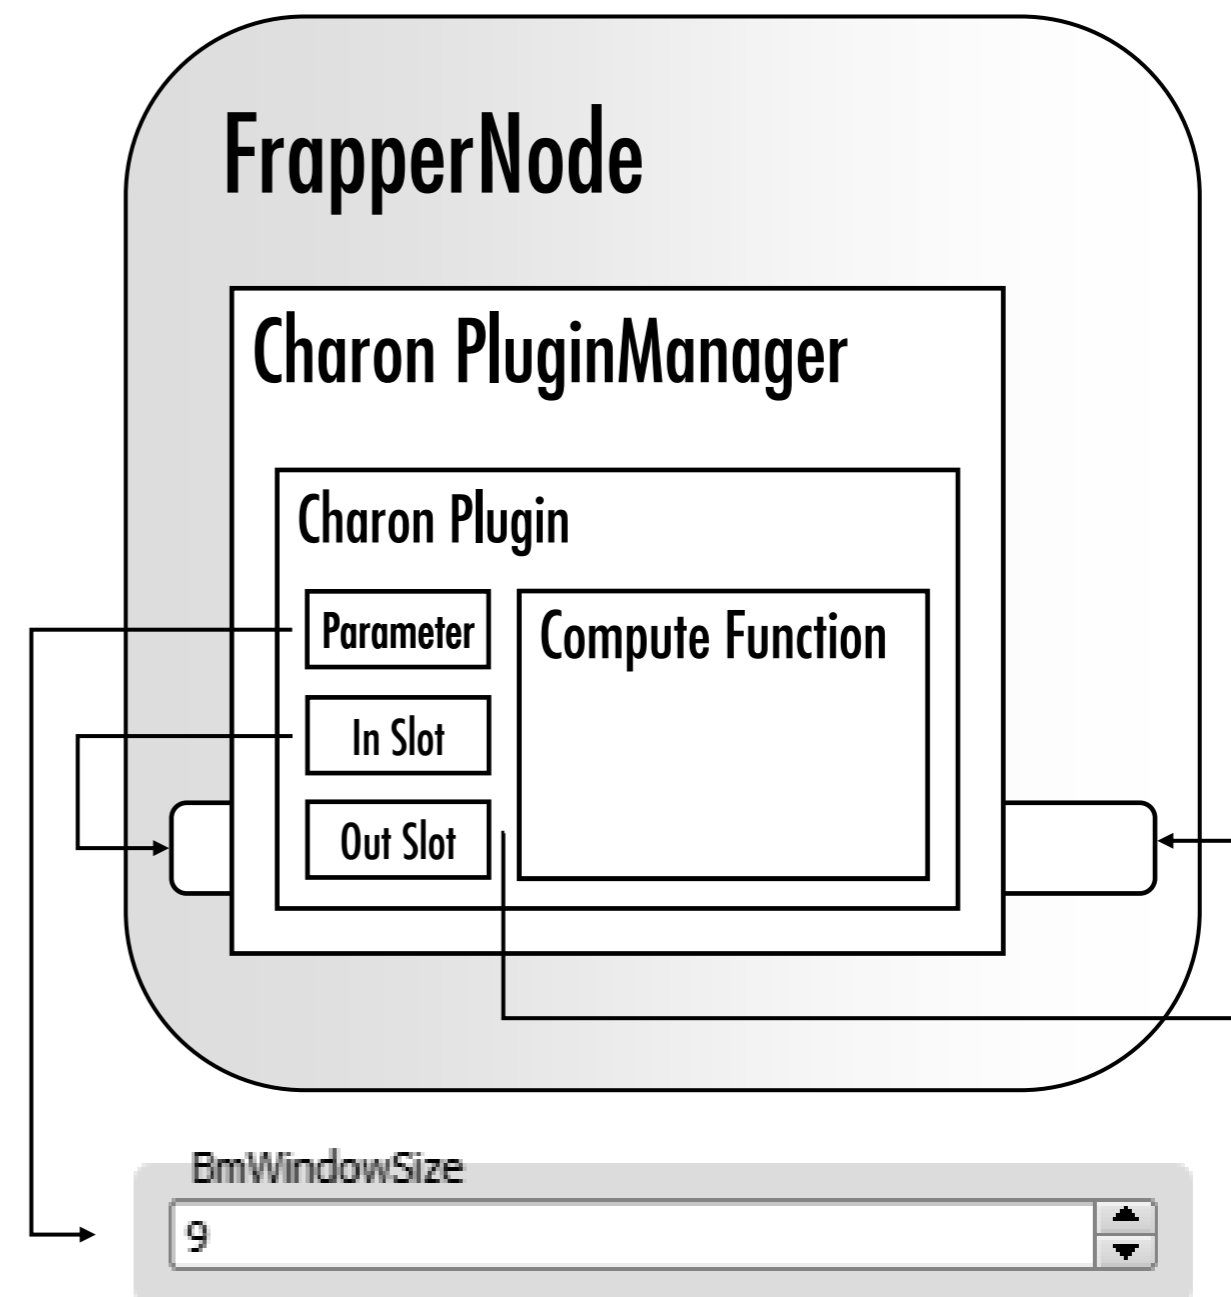 FrapperNode
Charon PluginManager
Charon Plugin
Parameter
Compute Function
In Slot
Out Slot
BmWindowSize
9